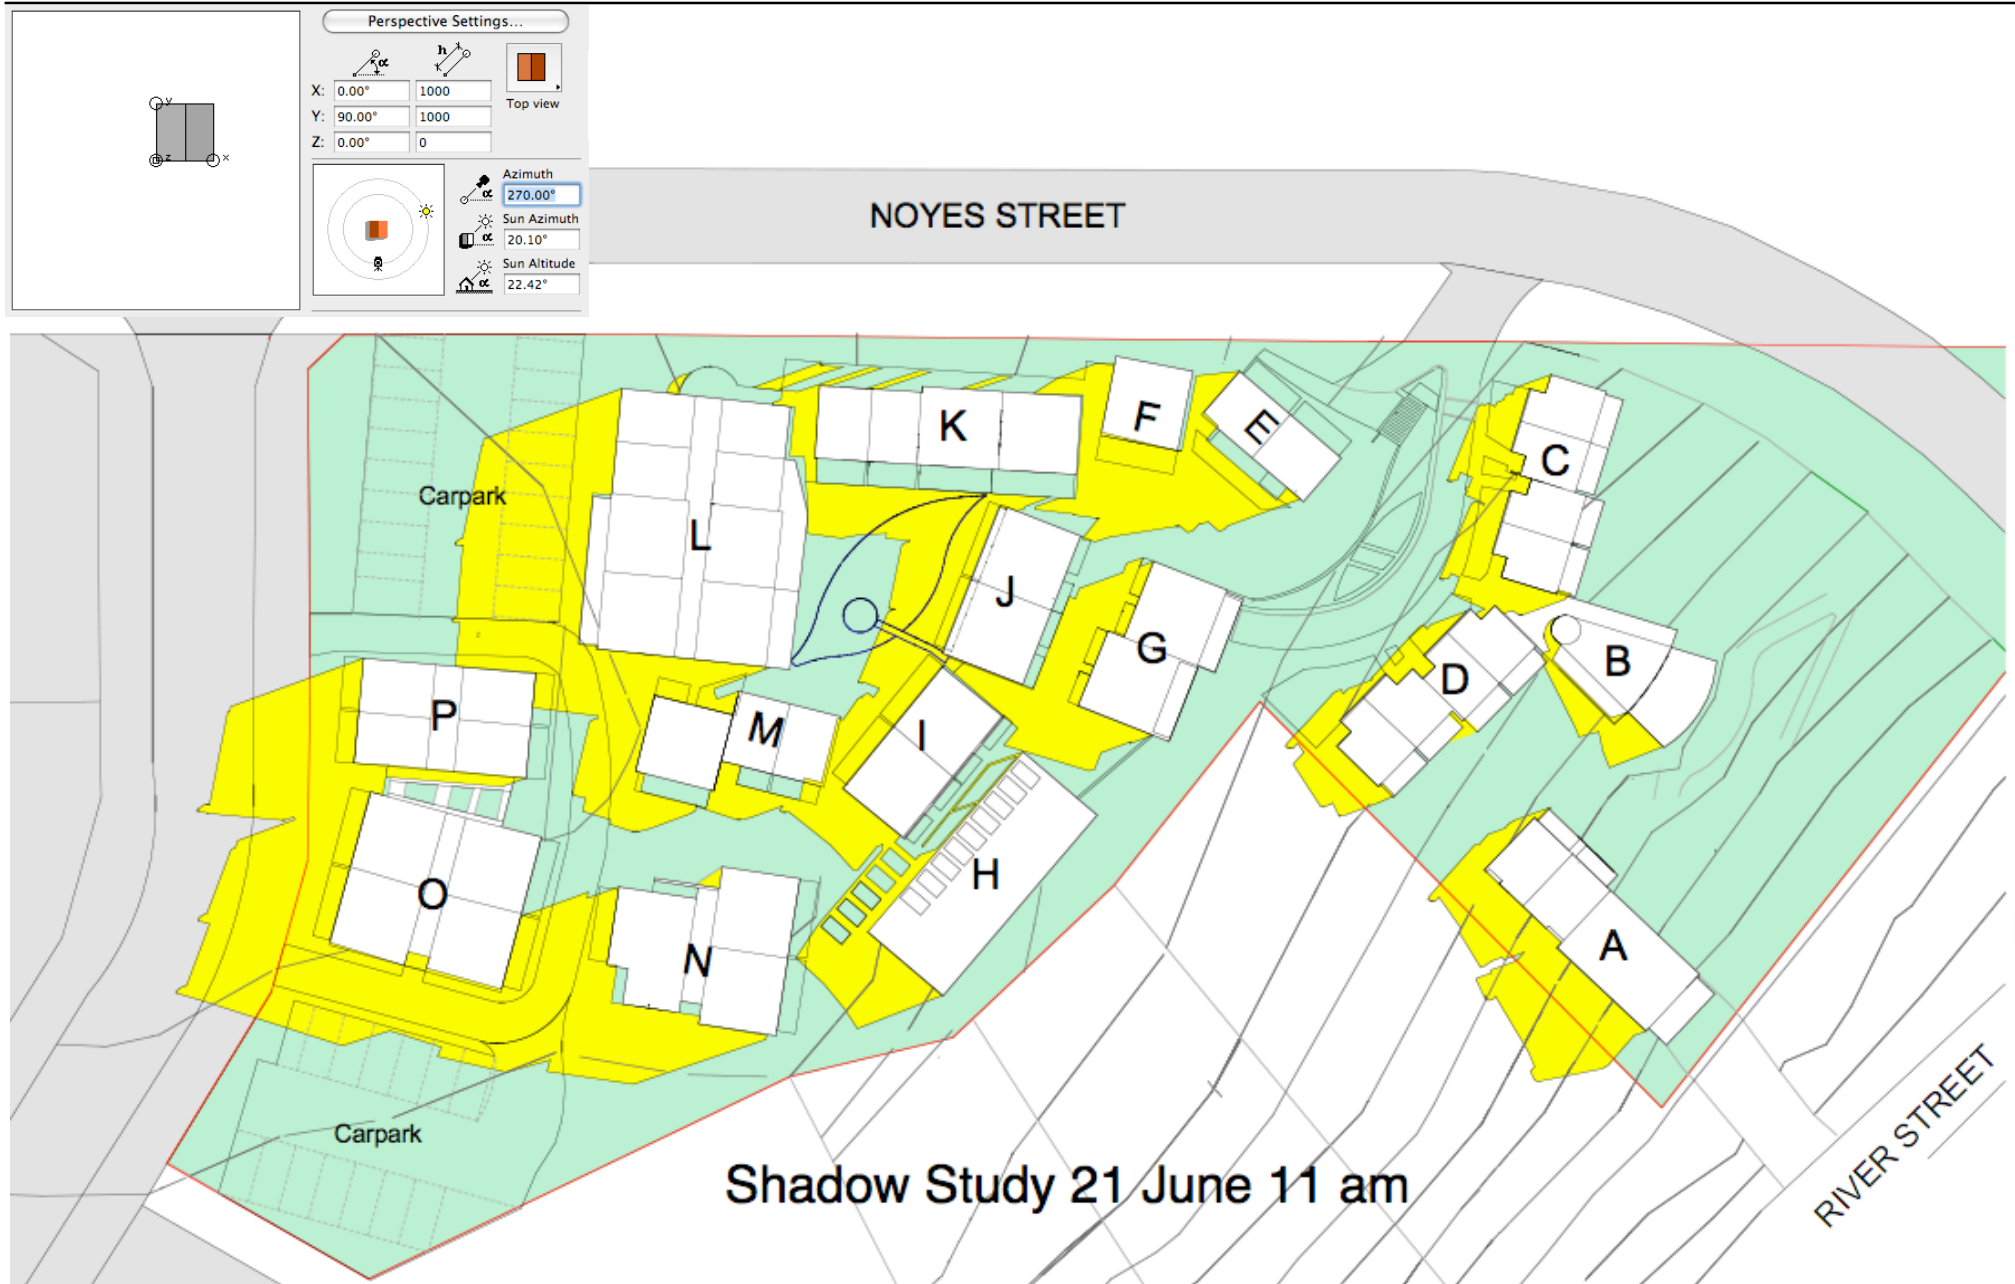 Perspective Settings...
h
α
X: 0.00° 1000
Y: 90.00° 1000
Z: 0.00° 0
Top view
y
z x
Azimuth
α 270.00°
Sun Azimuth
α 20.10°
Sun Altitude
α 22.42°
NOYES STREET
K
F
E
C
Carpark
L
J
G
B
D
P
M
I
O
H
N
A
Carpark
Shadow Study 21 June 11 am
RIVER STREET